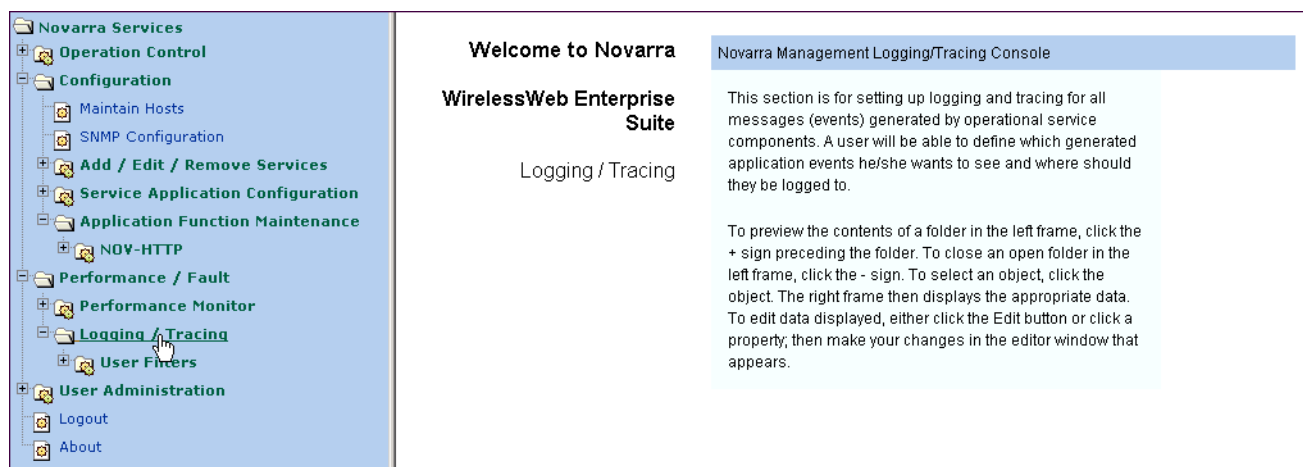 Novarra Services
Operation Control
Configuration
Maintain Hosts
SNMP Configuration
Add / Edit / Remove Services
Service Application Configuration
Application Function Maintenance
NOV-HTTP
Performance / Fault
Performance Monitor
Logging / Tracing
User Filters
User Administration
Logout
About
Welcome to Novarra
WirelessWeb Enterprise
Suite
Logging / Tracing
Novarra Management Logging/Tracing Console
This section is for setting up logging and tracing for all
messages (events) generated by operational service
components. A user will be able to define which generated
application events he/she wants to see and where should
they be logged to.
To preview the contents of a folder in the left frame, click the
+ sign preceding the folder. To close an open folder in the
left frame, click the - sign. To select an object, click the
object. The right frame then displays the appropriate data.
To edit data displayed, either click the Edit button or click a
property; then make your changes in the editor window that
appears.